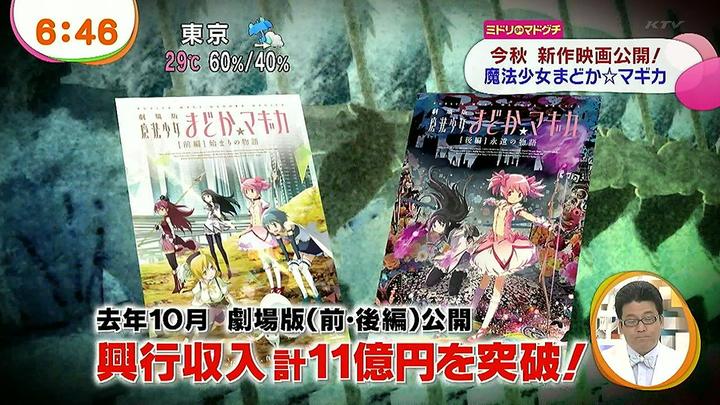 6:46
東京
29℃ 60%/40%
ミドリのマドグチ
KTV
今秋 新作映画公開!
魔法少女まどか☆マギカ
劇場版
魔法少女まどか★マギカ
[前編]始まりの物語
劇場版
魔法少女まどか★マギカ
[後編]永遠の物語
去年10月 劇場版(前・後編)公開
興行収入 計11億円を突破!